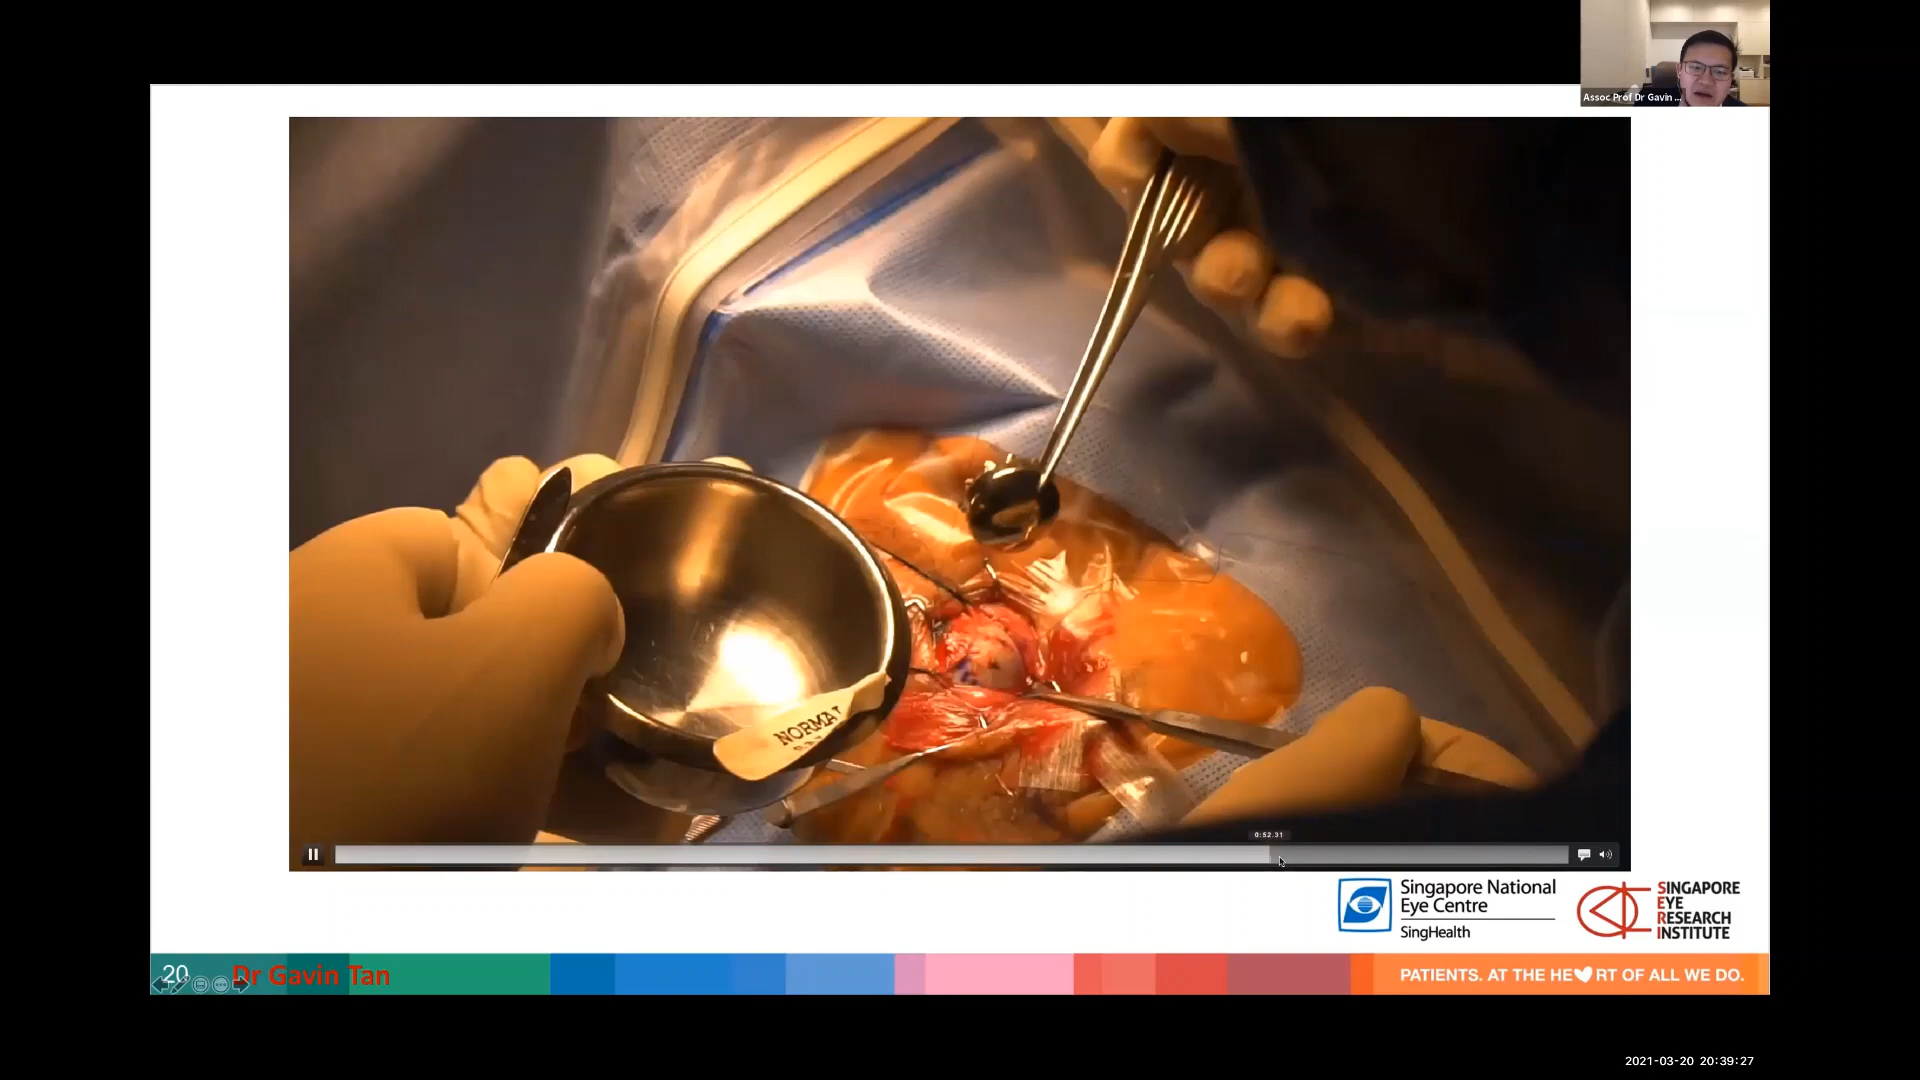 Assoc Prof Dr Gavin ...
NORMAL
0:52.31
Singapore National
Eye Centre
SingHealth
SINGAPORE
EYE
RESEARCH
INSTITUTE
20
Dr Gavin Tan
PATIENTS. AT THE HE RT OF ALL WE DO.
2021-03-20 20:39:27